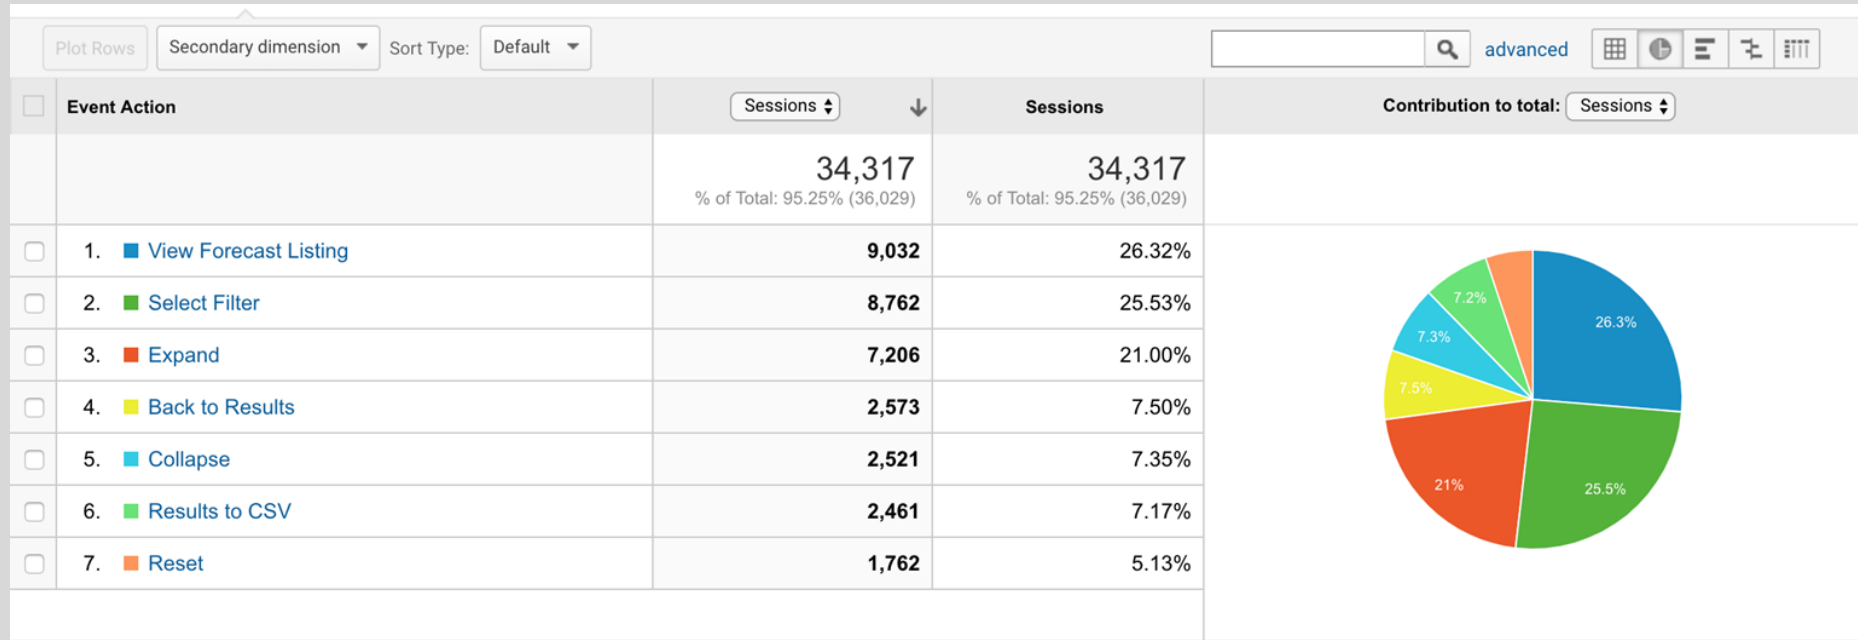 Plot Rows Secondary dimension Sort Type: Default advanced
Event Action Sessions Sessions Contribution to total: Sessions
34,317 34,317
% of Total: 95.25% (36,029) % of Total: 95.25% (36,029)
1. View Forecast Listing 9,032 26.32%
2. Select Filter 8,762 25.53%
3. Expand 7,206 21.00%
4. Back to Results 2,573 7.50%
5. Collapse 2,521 7.35%
6. Results to CSV 2,461 7.17%
7. Reset 1,762 5.13%
7.2%
26.3%
7.3%
7.5%
21%
25.5%